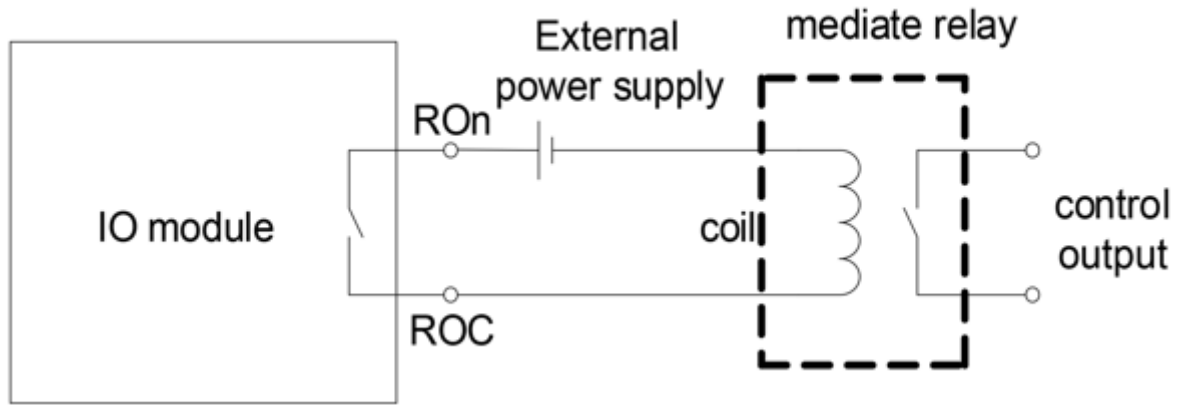 External
power supply
mediate relay
ROn
IO module
coil
control
output
ROC